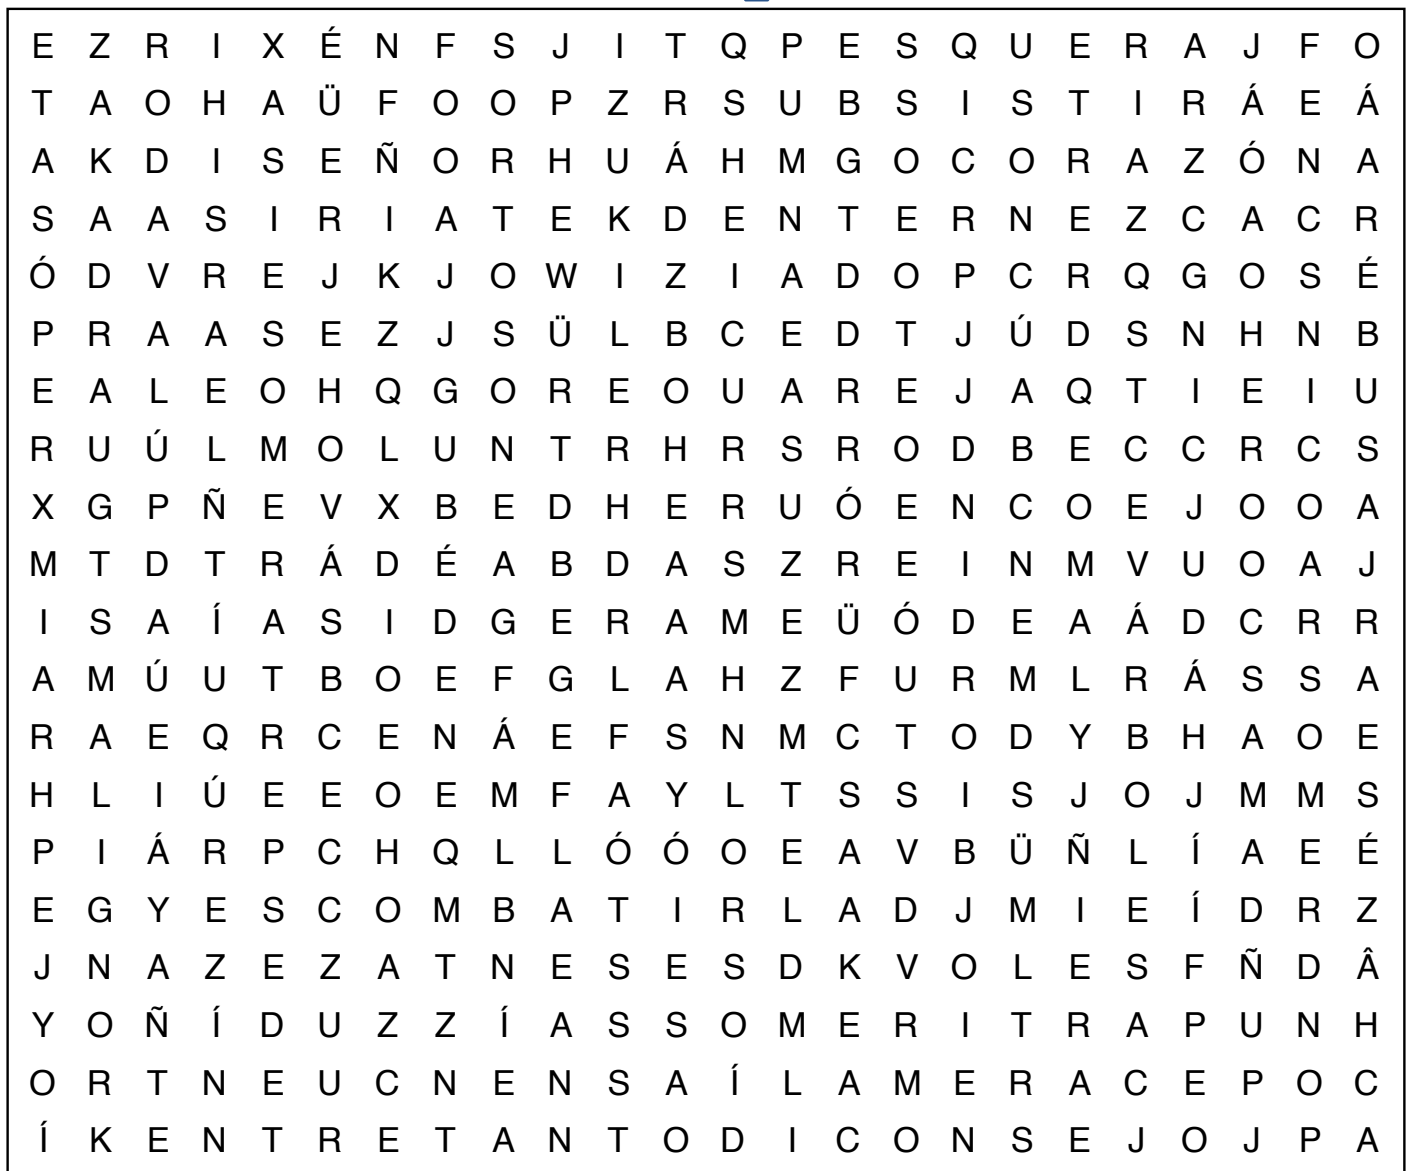 E Z R I X É N F S J I T Q P E S Q U E R A J F O
T A O H A Ü F O O P Z R S U B S I S T I R Á E Á
A K D I S E Ñ O R H U Á H M G O C O R A Z Ó N A
S A A S I R I A T E K D E N T E R N E Z C A C R
Ó D V R E J K J O W I Z I A D O P C R Q G O S É
P R A A S E Z J S Ü L B C E D T J Ú D S N H N B
E A L E O H Q G O R E O U A R E J A Q T I E I U
R U Ú L M O L U N T R H R S R O D B E C C R C S
X G P Ñ E V X B E D H E R U Ó E N C O E J O O A
M T D T R Á D É A B D A S Z R E I N M V U O A J
I S A Í A S I D G E R A M E Ü Ó D E A Á D C R R
A M Ú U T B O E F G L A H Z F U R M L R Á S S A
R A E Q R C E N Á E F S N M C T O D Y B H A O E
H L I Ú E E O E M F A Y L T S S I S J O J M M S
P I Á R P C H Q L L Ó Ó O E A V B Ü Ñ L Í A E É
E G Y E S C O M B A T I R L A D J M I E Í D R Z
J N A Z E Z A T N E S E S D K V O L E S F Ñ D Â
Y O Ñ Í D U Z Z Í A S S O M E R I T R A P U N H
O R T N E U C N E N S A Í L A M E R A C E P O C
Í K E N T R E T A N T O D I C O N S E J O J P A